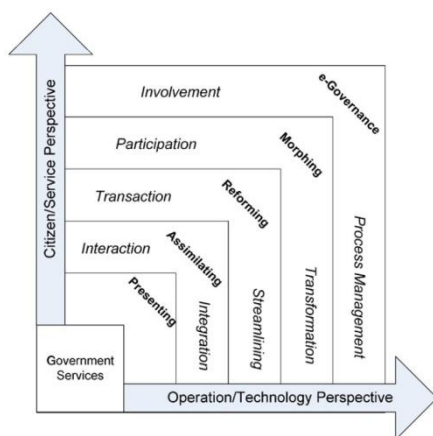 e-Governance
Involvement
Morphing
Participation
Reforming
Transaction
Assimilating
Interaction
Presenting
Integration
Streamlining
Transformation
Process Management
Citizen/Service Perspective
Government
Services
Operation/Technology Perspective